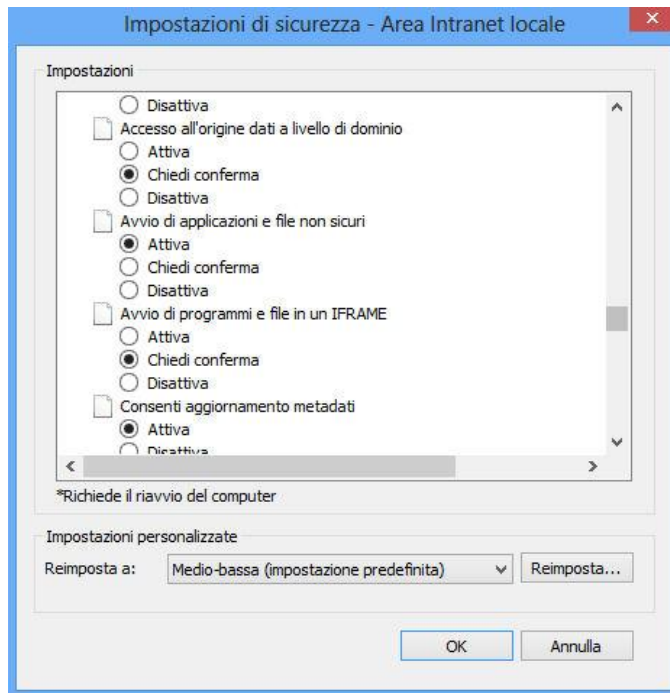 Impostazioni di sicurezza - Area Intranet locale
Impostazioni
Disattiva
Accesso all'origine dati a livello di dominio
Attiva
Chiedi conferma
Disattiva
Avvio di applicazioni e file non sicuri
Attiva
Chiedi conferma
Disattiva
Avvio di programmi e file in un IFRAME
Attiva
Chiedi conferma
Disattiva
Consenti aggiornamento metadati
Attiva
Disattiva
*Richiede il riavvio del computer
Impostazioni personalizzate
Reimposta a: Medio-bassa (impostazione predefinita) Reimposta...
OK Annulla